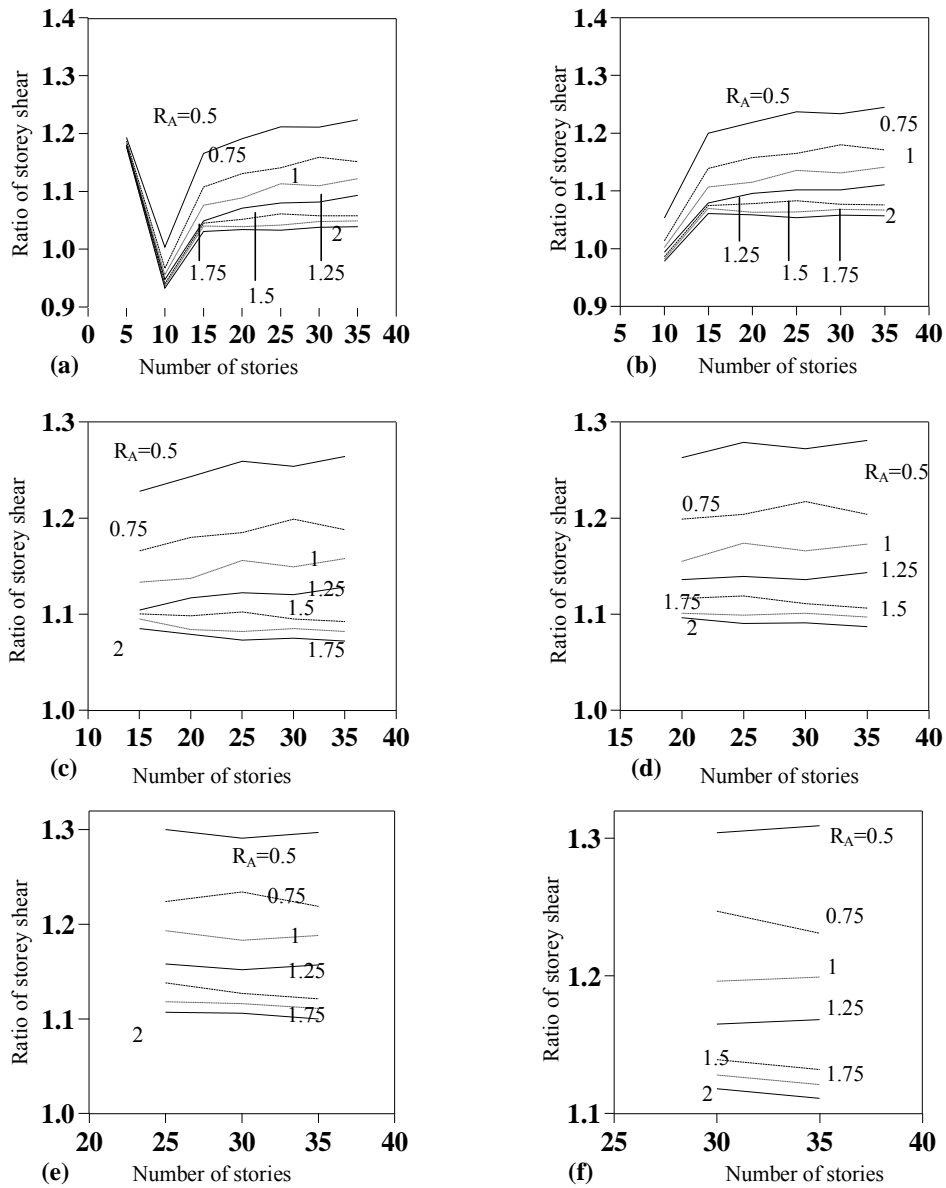 1.4
1.3
1.2
1.1
1.0
0.9
Ratio of storey shear
R_A=0.5
0.75
1
2
1.75
1.25
1.5
0 5 10 15 20 25 30 35 40
(a) Number of stories
1.4
1.3
1.2
1.1
1.0
0.9
Ratio of storey shear
R_A=0.5
0.75
1
2
1.25
1.5
1.75
5 10 15 20 25 30 35 40
(b) Number of stories
1.3
1.2
1.1
1.0
Ratio of storey shear
R_A=0.5
0.75
1
1.25
1.5
2
1.75
10 15 20 25 30 35 40
(c) Number of stories
1.3
1.2
1.1
1.0
Ratio of storey shear
R_A=0.5
0.75
1
1.25
1.75
1.5
2
15 20 25 30 35 40
(d) Number of stories
1.3
1.2
1.1
1.0
Ratio of storey shear
R_A=0.5
0.75
1
1.25
1.75
2
20 25 30 35 40
(e) Number of stories
1.3
1.2
1.1
Ratio of storey shear
R_A=0.5
0.75
1
1.25
1.5
1.75
2
25 30 35 40
(f) Number of stories